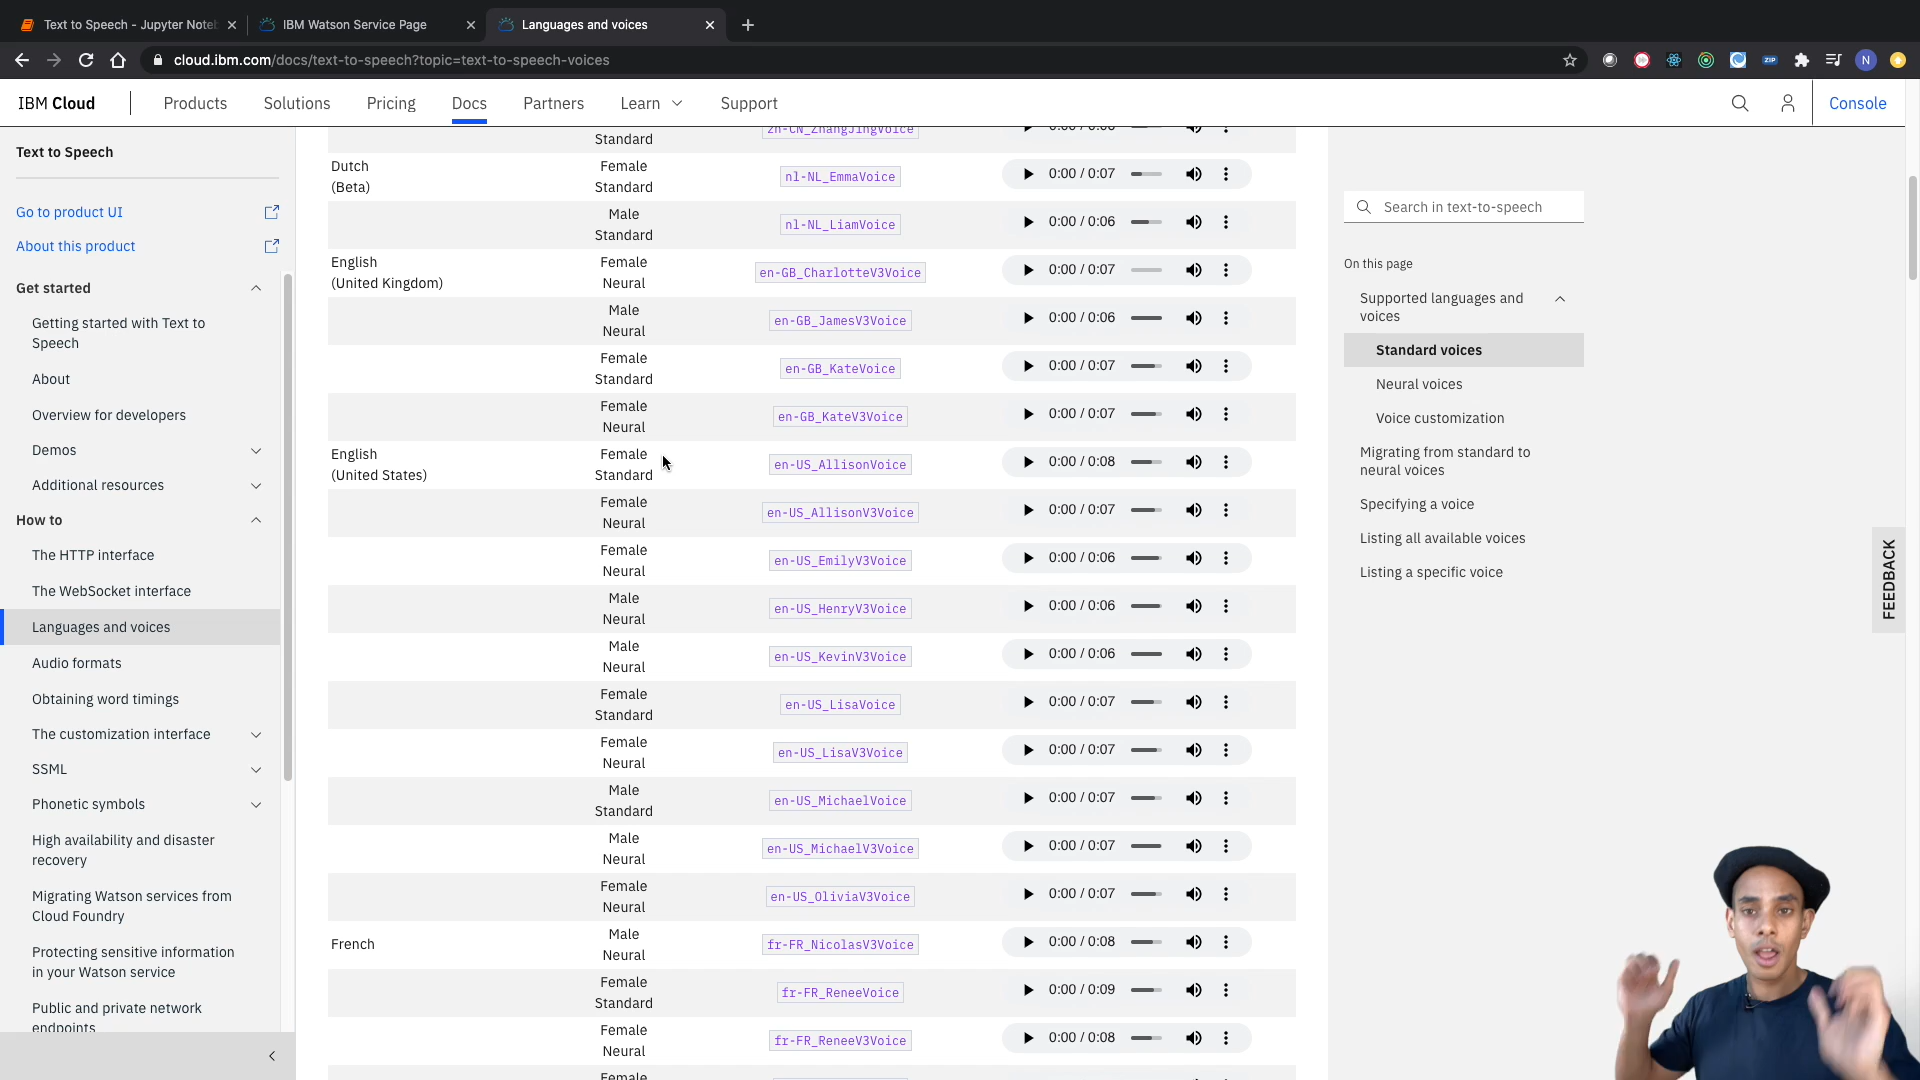 Text to Speech - Jupyter Note
IBM Watson Service Page
Languages and voices
cloud.ibm.com/docs/text-to-speech?topic=text-to-speech-voices
ZIP
N
IBM Cloud
Products
Solutions
Pricing
Docs
Partners
Learn
Support
Console
Text to Speech
Go to product UI
About this product
Get started
Getting started with Text to
Speech
About
Overview for developers
Demos
Additional resources
How to
The HTTP interface
The WebSocket interface
Languages and voices
Audio formats
Obtaining word timings
The customization interface
SSML
Phonetic symbols
High availability and disaster
recovery
Migrating Watson services from
Cloud Foundry
Protecting sensitive information
in your Watson service
Public and private network
endpoints
Standard
zh-CN_ZhangJingVoice
Dutch
(Beta)
Female
Standard
nl-NL_EmmaVoice
0:00 / 0:07
Male
Standard
nl-NL_LiamVoice
0:00 / 0:06
English
(United Kingdom)
Female
Neural
en-GB_CharlotteV3Voice
0:00 / 0:07
Male
Neural
en-GB_JamesV3Voice
0:00 / 0:06
Female
Standard
en-GB_KateVoice
0:00 / 0:07
Female
Neural
en-GB_KateV3Voice
0:00 / 0:07
English
(United States)
Female
Standard
en-US_AllisonVoice
0:00 / 0:08
Female
Neural
en-US_AllisonV3Voice
0:00 / 0:07
Female
Neural
en-US_EmilyV3Voice
0:00 / 0:06
Male
Neural
en-US_HenryV3Voice
0:00 / 0:06
Male
Neural
en-US_KevinV3Voice
0:00 / 0:06
Female
Standard
en-US_LisaVoice
0:00 / 0:07
Female
Neural
en-US_LisaV3Voice
0:00 / 0:07
Male
Standard
en-US_MichaelVoice
0:00 / 0:07
Male
Neural
en-US_MichaelV3Voice
0:00 / 0:07
Female
Neural
en-US_OliviaV3Voice
0:00 / 0:07
French
Male
Neural
fr-FR_NicolasV3Voice
0:00 / 0:08
Female
Standard
fr-FR_ReneeVoice
0:00 / 0:09
Female
Neural
fr-FR_ReneeV3Voice
0:00 / 0:08
Female
Search in text-to-speech
On this page
Supported languages and
voices
Standard voices
Neural voices
Voice customization
Migrating from standard to
neural voices
Specifying a voice
Listing all available voices
Listing a specific voice
FEEDBACK